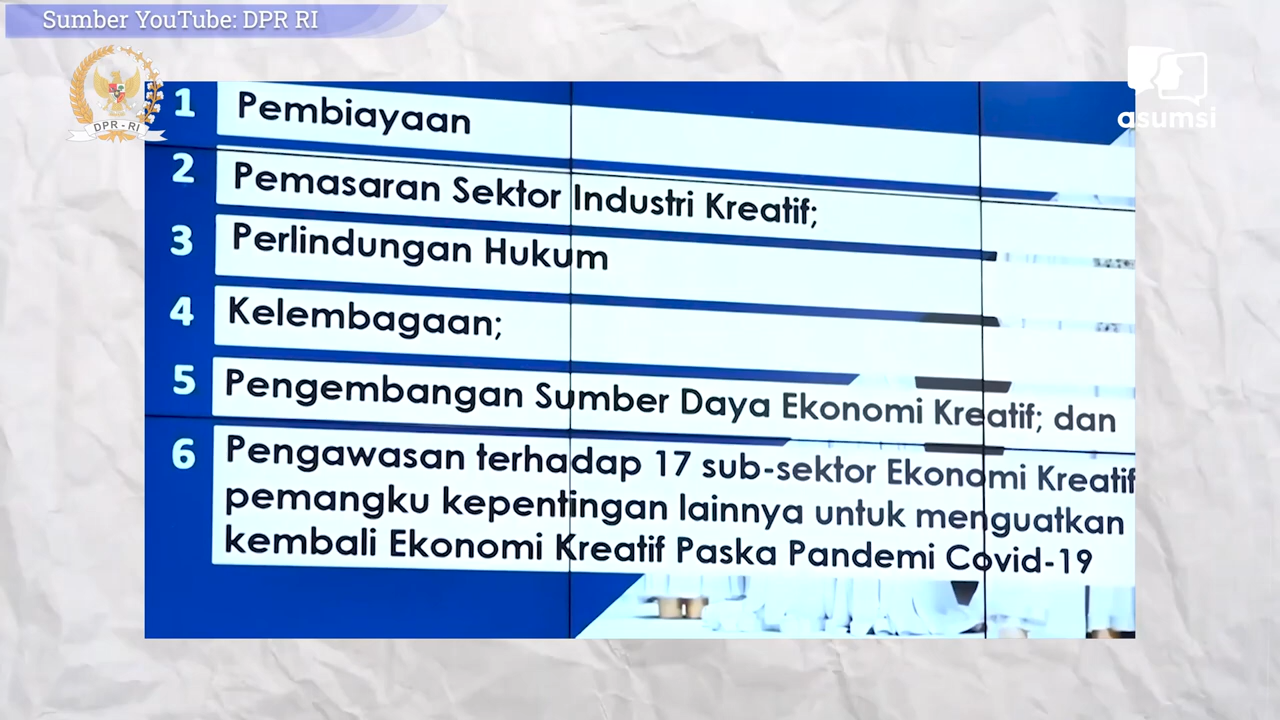 Sumber YouTube: DPR RI
DPR - RI
asumsi
1 Pembiayaan
2 Pemasaran Sektor Industri Kreatif;
3 Perlindungan Hukum
4 Kelembagaan;
5 Pengembangan Sumber Daya Ekonomi Kreatif; dan
6 Pengawasan terhadap 17 sub-sektor Ekonomi Kreatif
pemangku kepentingan lainnya untuk menguatkan
kembali Ekonomi Kreatif Paska Pandemi Covid-19